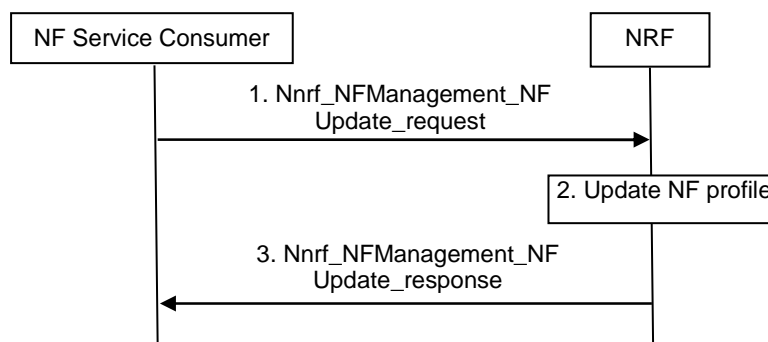 NF Service Consumer
NRF
1. Nnrf_NFManagement_NF
Update_request
2. Update NF profile
3. Nnrf_NFManagement_NF
Update_response